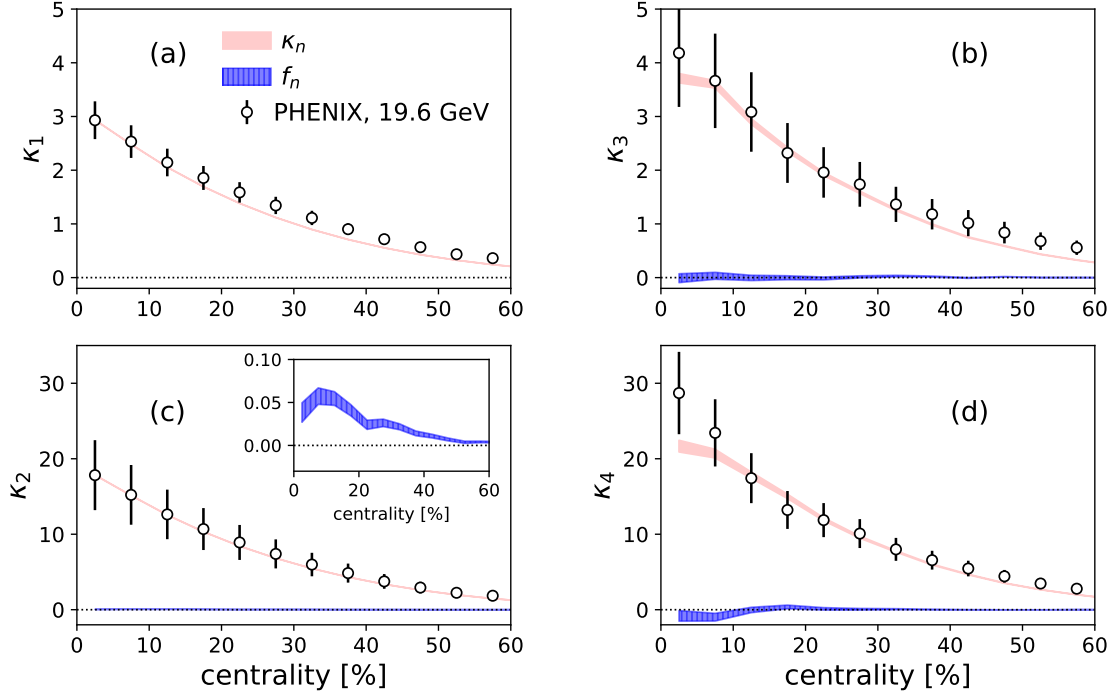 5
4
3
2
1
0
κ1
(a)
κn
fn
PHENIX, 19.6 GeV
0 10 20 30 40 50 60
5
4
3
2
1
0
κ3
(b)
0 10 20 30 40 50 60
30
20
10
0
κ2
(c)
0.10
0.05
0.00
0 20 40 60
centrality [%]
0 10 20 30 40 50 60
centrality [%]
30
20
10
0
κ4
(d)
0 10 20 30 40 50 60
centrality [%]